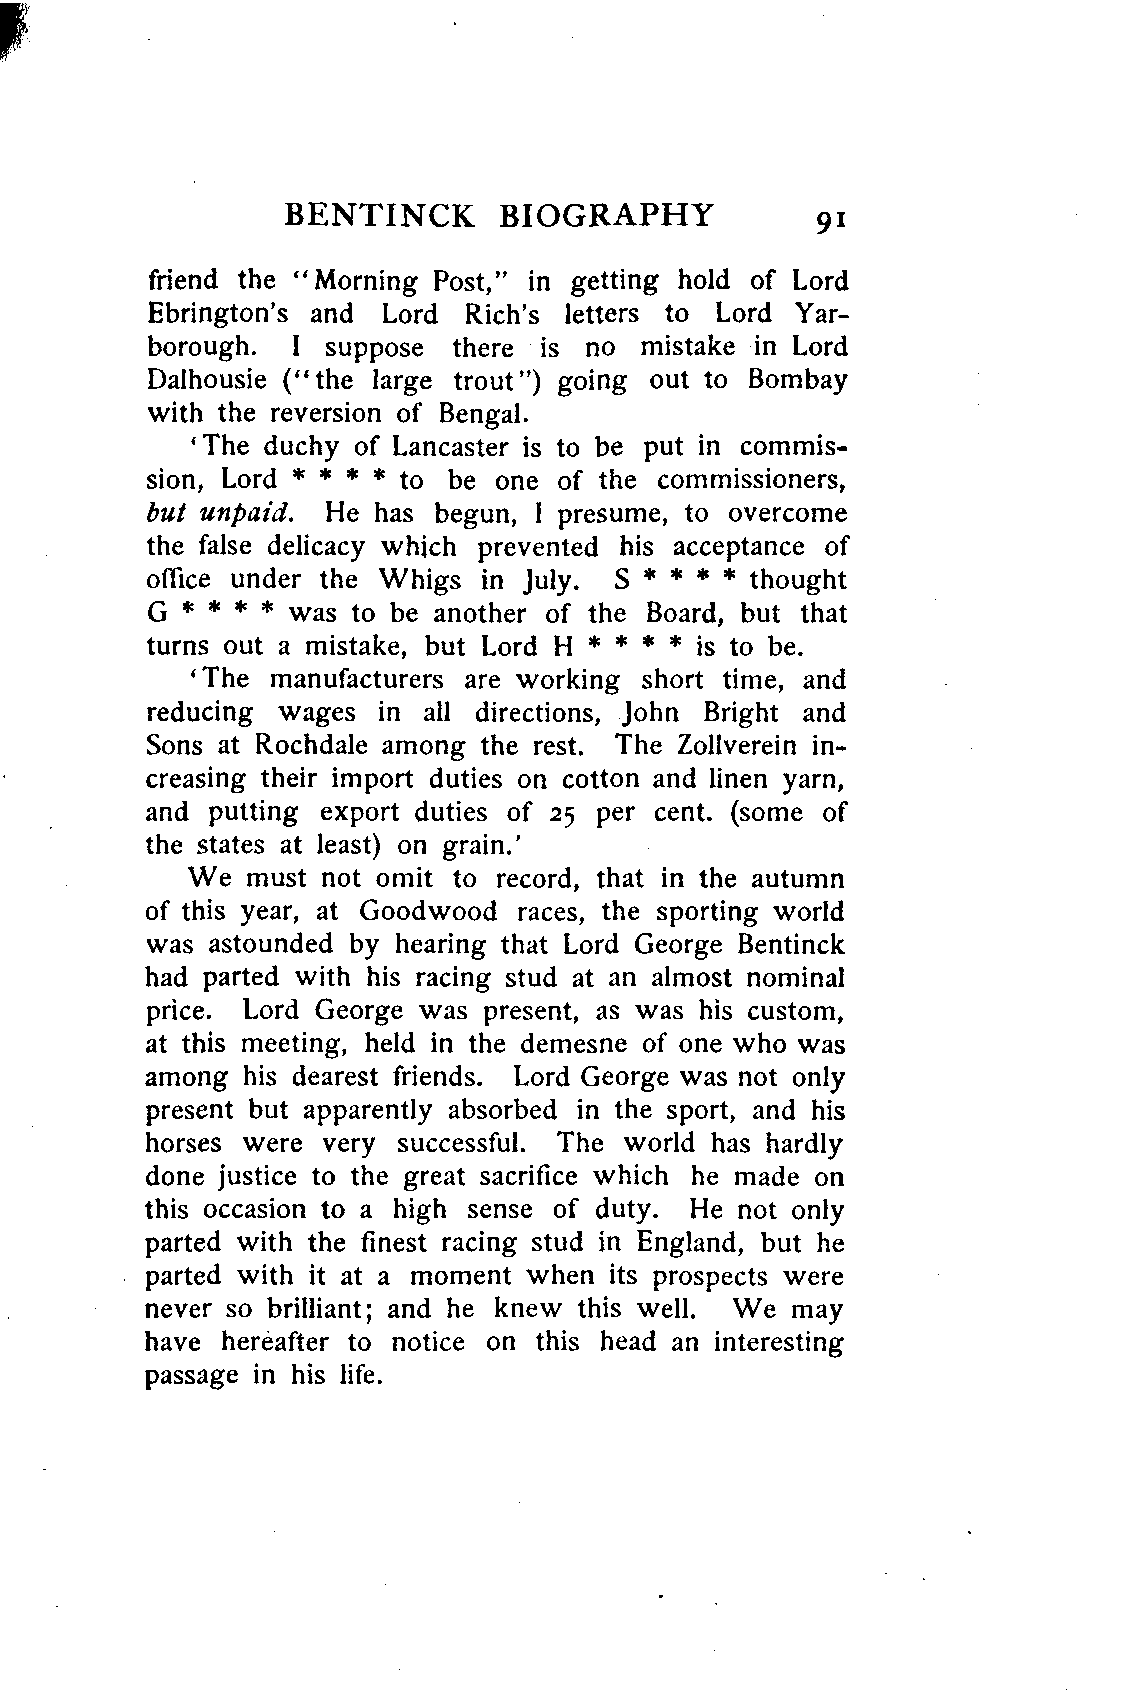 BENTINCK BIOGRAPHY 91
friend the "Morning Post," in getting hold of Lord
Ebrington's and Lord Rich's letters to Lord Yar-
borough. I suppose there is no mistake in Lord
Dalhousie ("the large trout") going out to Bombay
with the reversion of Bengal.
'The duchy of Lancaster is to be put in commis-
sion, Lord * * * * to be one of the commissioners,
but unpaid. He has begun, I presume, to overcome
the false delicacy which prevented his acceptance of
office under the Whigs in July. S * * * * thought
G * * * * was to be another of the Board, but that
turns out a mistake, but Lord H * * * * is to be.
'The manufacturers are working short time, and
reducing wages in all directions, John Bright and
Sons at Rochdale among the rest. The Zollverein in-
creasing their import duties on cotton and linen yarn,
and putting export duties of 25 per cent. (some of
the states at least) on grain.'
We must not omit to record, that in the autumn
of this year, at Goodwood races, the sporting world
was astounded by hearing that Lord George Bentinck
had parted with his racing stud at an almost nominal
price. Lord George was present, as was his custom,
at this meeting, held in the demesne of one who was
among his dearest friends. Lord George was not only
present but apparently absorbed in the sport, and his
horses were very successful. The world has hardly
done justice to the great sacrifice which he made on
this occasion to a high sense of duty. He not only
parted with the finest racing stud in England, but he
parted with it at a moment when its prospects were
never so brilliant; and he knew this well. We may
have hereafter to notice on this head an interesting
passage in his life.